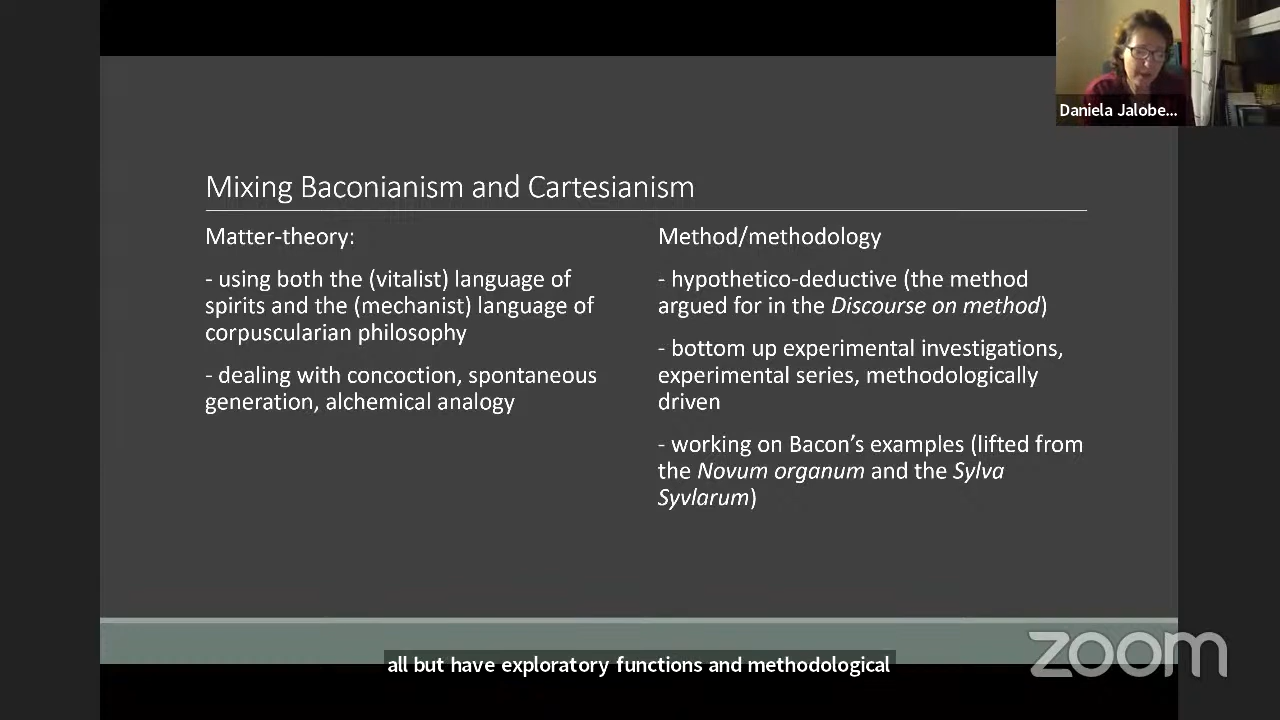 Daniela Jalobe...
Mixing Baconianism and Cartesianism
Matter-theory:
- using both the (vitalist) language of
spirits and the (mechanist) language of
corpuscularian philosophy
- dealing with concoction, spontaneous
generation, alchemical analogy
Method/methodology
- hypothetico-deductive (the method
argued for in the Discourse on method)
- bottom up experimental investigations,
experimental series, methodologically
driven
- working on Bacon’s examples (lifted from
the Novum organum and the Sylva
Syvlarum)
all but have exploratory functions and methodological
zoom